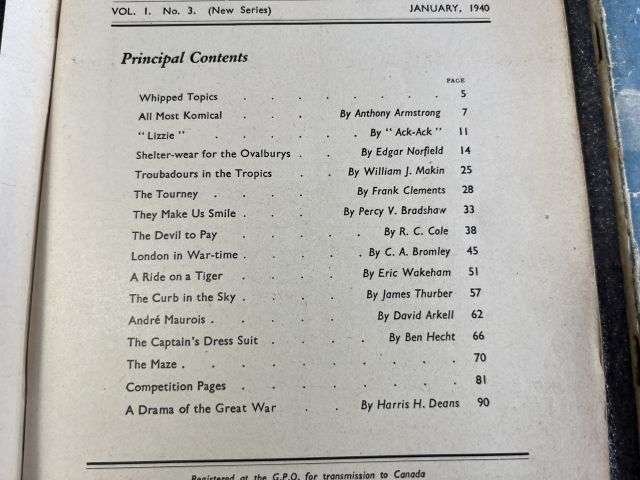 VOL. I. No. 3. (New Series) JANUARY, 1940
Principal Contents
PAGE
Whipped Topics . . . . . . . . 5
All Most Komical . . . By Anthony Armstrong 7
"Lizzie" . . . . . . By "Ack-Ack" 11
Shelter-wear for the Ovalburys . . By Edgar Norfield 14
Troubadours in the Tropics . . By William J. Makin 25
The Tourney . . . . . By Frank Clements 28
They Make Us Smile . . . . By Percy V. Bradshaw 33
The Devil to Pay . . . . . By R. C. Cole 38
London in War-time . . . . . By C. A. Bromley 45
A Ride on a Tiger . . . . By Eric Wakeham 51
The Curb in the Sky . . . . By James Thurber 57
André Maurois . . . . . By David Arkell 62
The Captain's Dress Suit . . . . By Ben Hecht 66
The Maze . . . . . . . . . 70
Competition Pages . . . . . . . . 81
A Drama of the Great War . . By Harris H. Deans 90
Registered at the G.P.O. for transmission to Canada